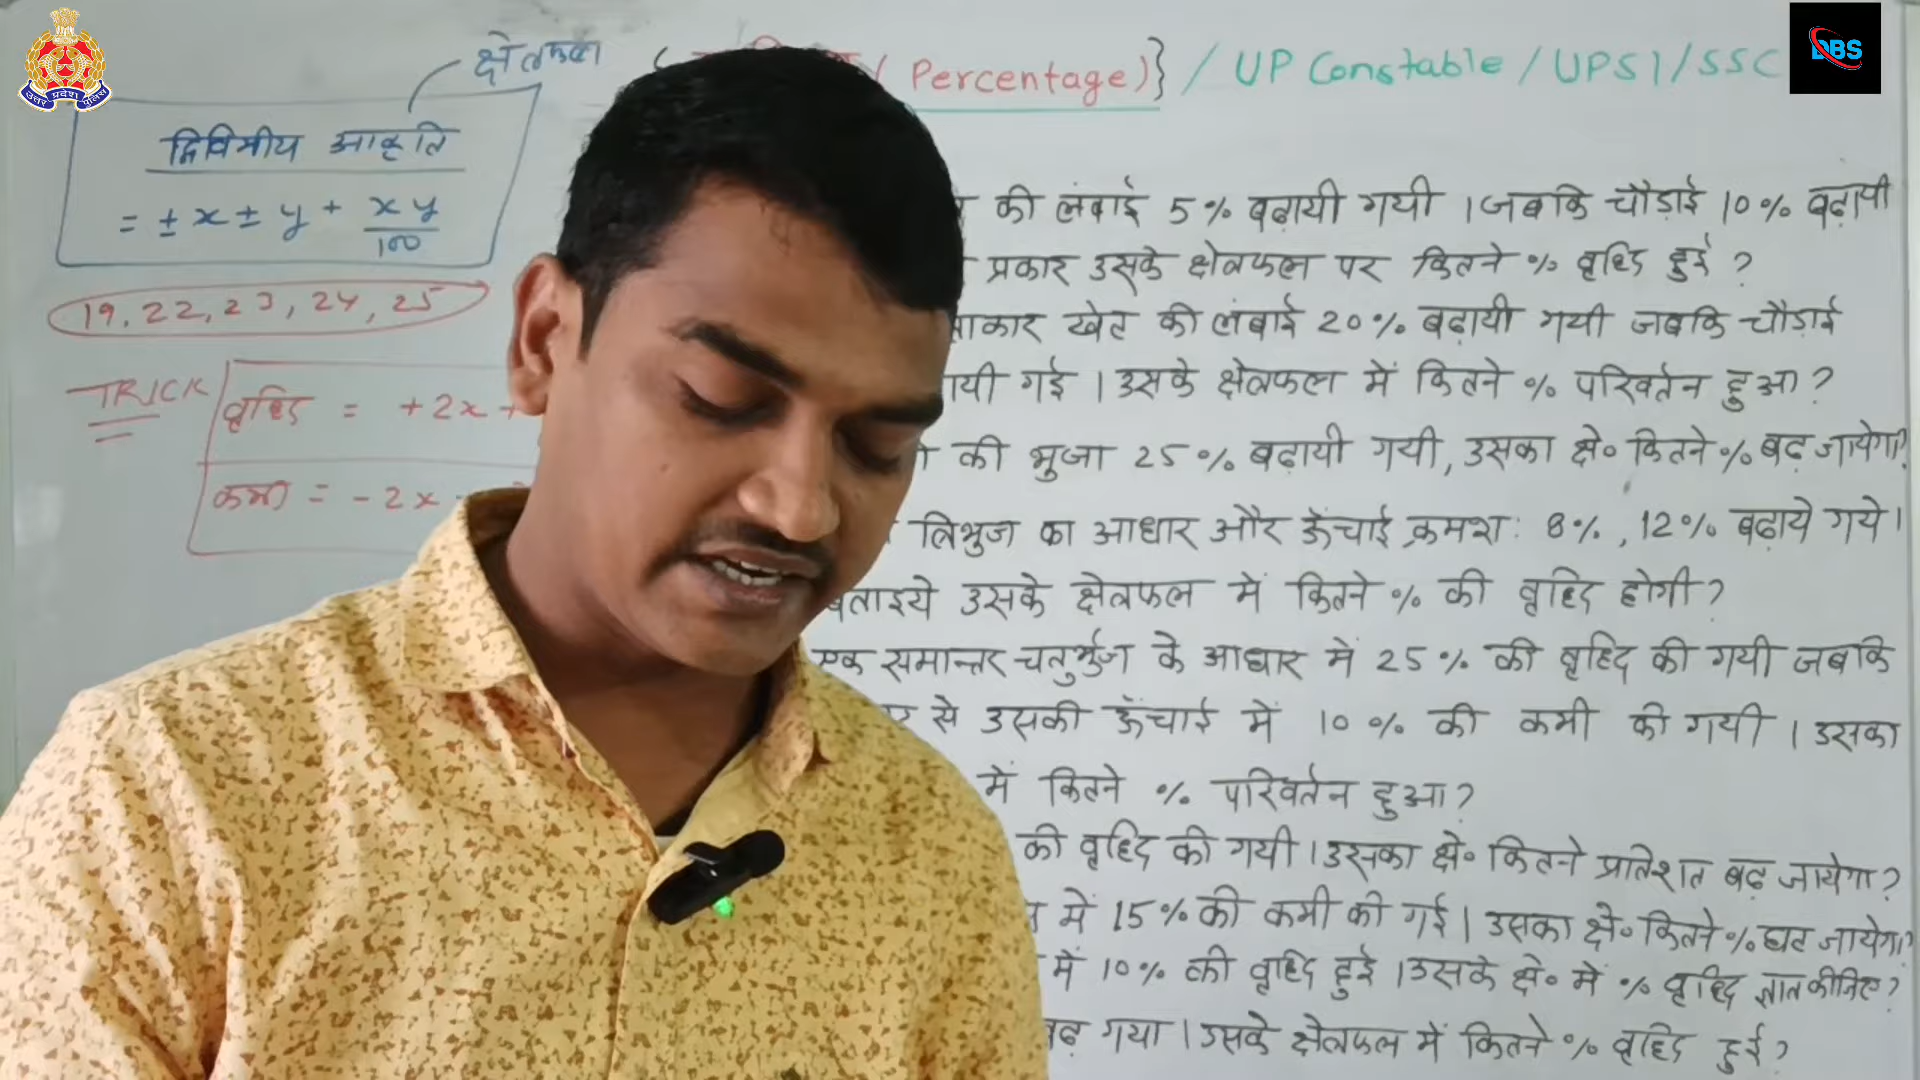 क्षेत्रफल
( Percentage)} / UP Constable / UPSI / SSC
DBS
उत्तर प्रदेश पुलिस
द्विविमीय आकृति
= ± x ± y + xy/100
19, 22, 23, 24, 25
TRICK
वृद्धि = +2x +
कमी = -2x
की लंबाई 5% बढ़ायी गयी । जबकि चौड़ाई 10% बढ़ायी
प्रकार उसके क्षेत्रफल पर कितने % वृद्धि हुई ?
खेत की लंबाई 20% बढ़ायी गयी जबकि चौड़ाई
गई । उसके क्षेत्रफल में कितने % परिवर्तन हुआ ?
की भुजा 25% बढ़ायी गयी, उसका क्षे० कितने % बढ़ जायेगा?
त्रिभुज का आधार और ऊँचाई क्रमश: 8%, 12% बढ़ाये गये ।
बताइये उसके क्षेत्रफल में कितने % की वृद्धि होगी ?
एक समान्तर चतुर्भुज के आधार में 25% की वृद्धि की गयी जबकि
से उसकी ऊँचाई में 10% की कमी की गयी । उसका
में कितने % परिवर्तन हुआ ?
की वृद्धि की गयी । उसका क्षे० कितने प्रतिशत बढ़ जायेगा ?
में 15% की कमी की गई । उसका क्षे० कितने % घट जायेगा?
में 10% की वृद्धि हुई । उसके क्षे० में % वृद्धि ज्ञात कीजिए ?
बढ़ गया । उसके क्षेत्रफल में कितने % वृद्धि हुई ?